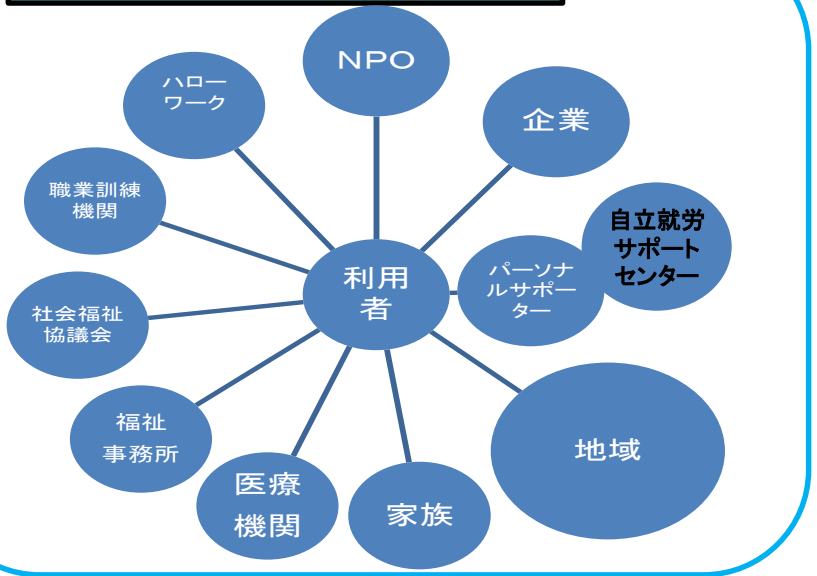 NPO
ハロー
ワーク
企業
職業訓練
機関
自立就労
サポート
センター
利用
者
パーソナ
ルサポー
ター
社会福祉
協議会
福祉
事務所
地域
医療
機関
家族